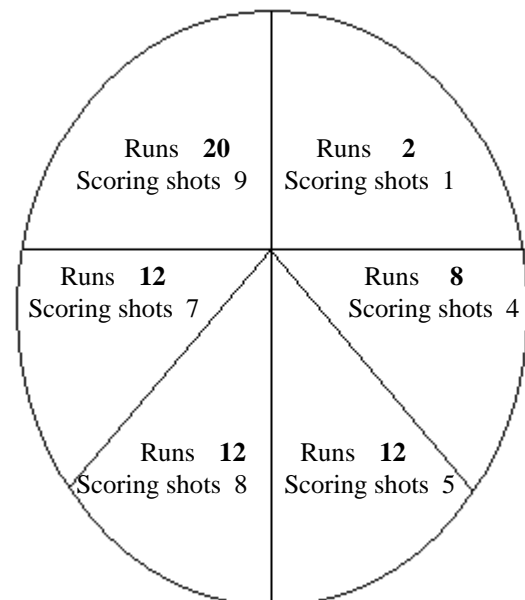 Runs 20
Scoring shots 9
Runs 2
Scoring shots 1
Runs 12
Scoring shots 7
Runs 8
Scoring shots 4
Runs 12
Scoring shots 8
Runs 12
Scoring shots 5